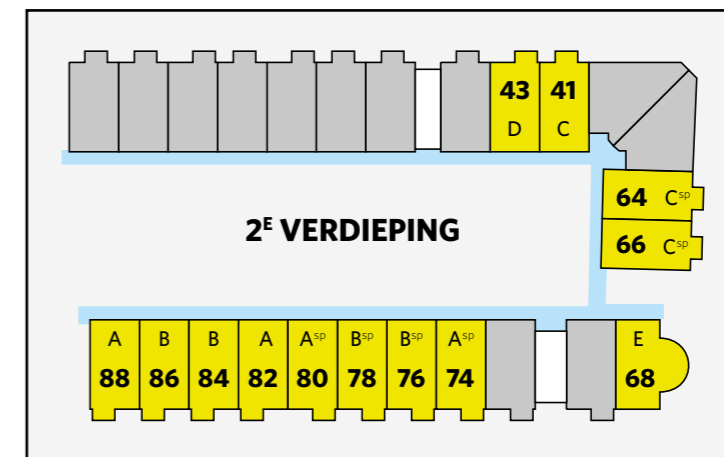 43 41
D C
64 Cˢᵖ
2ᴱ VERDIEPING
66 Cˢᵖ
A B B A Aˢᵖ Bˢᵖ Bˢᵖ Aˢᵖ E
88 86 84 82 80 78 76 74 68